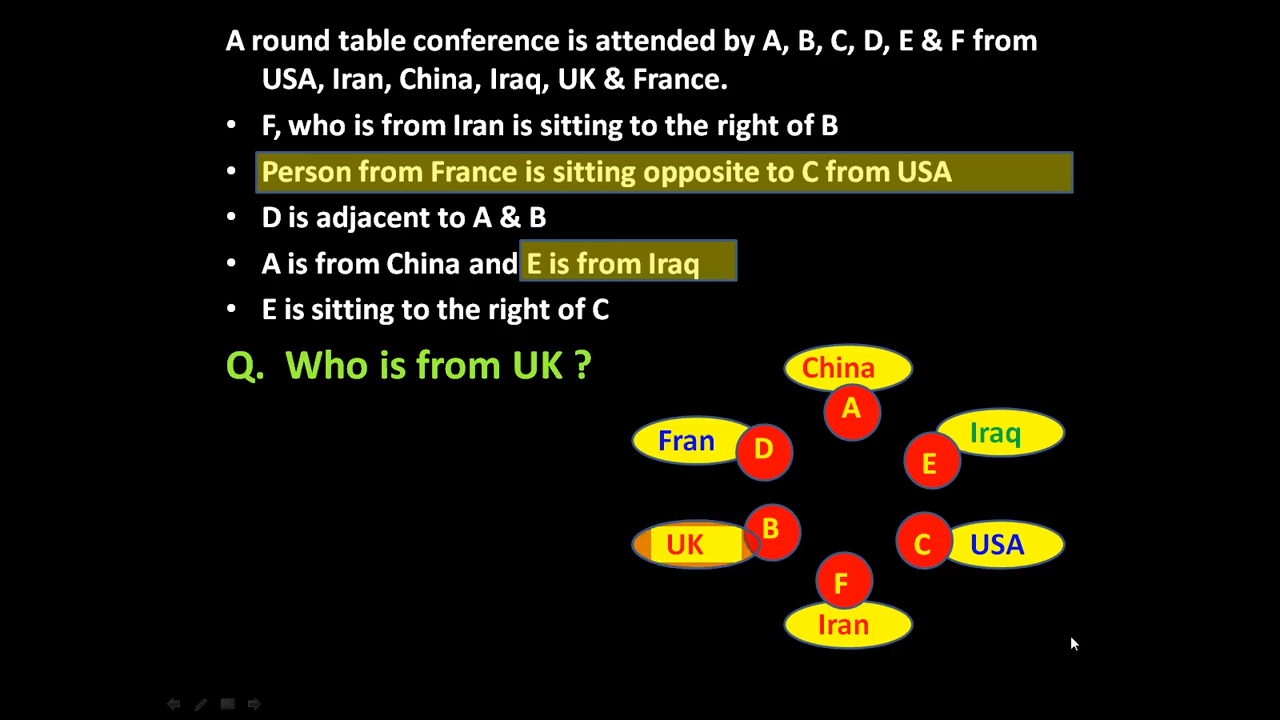 A round table conference is attended by A, B, C, D, E & F from
USA, Iran, China, Iraq, UK & France.
• F, who is from Iran is sitting to the right of B
• Person from France is sitting opposite to C from USA
• D is adjacent to A & B
• A is from China and E is from Iraq
• E is sitting to the right of C
Q. Who is from UK ?
China
A
Fran D
E Iraq
UK B
C USA
F
Iran